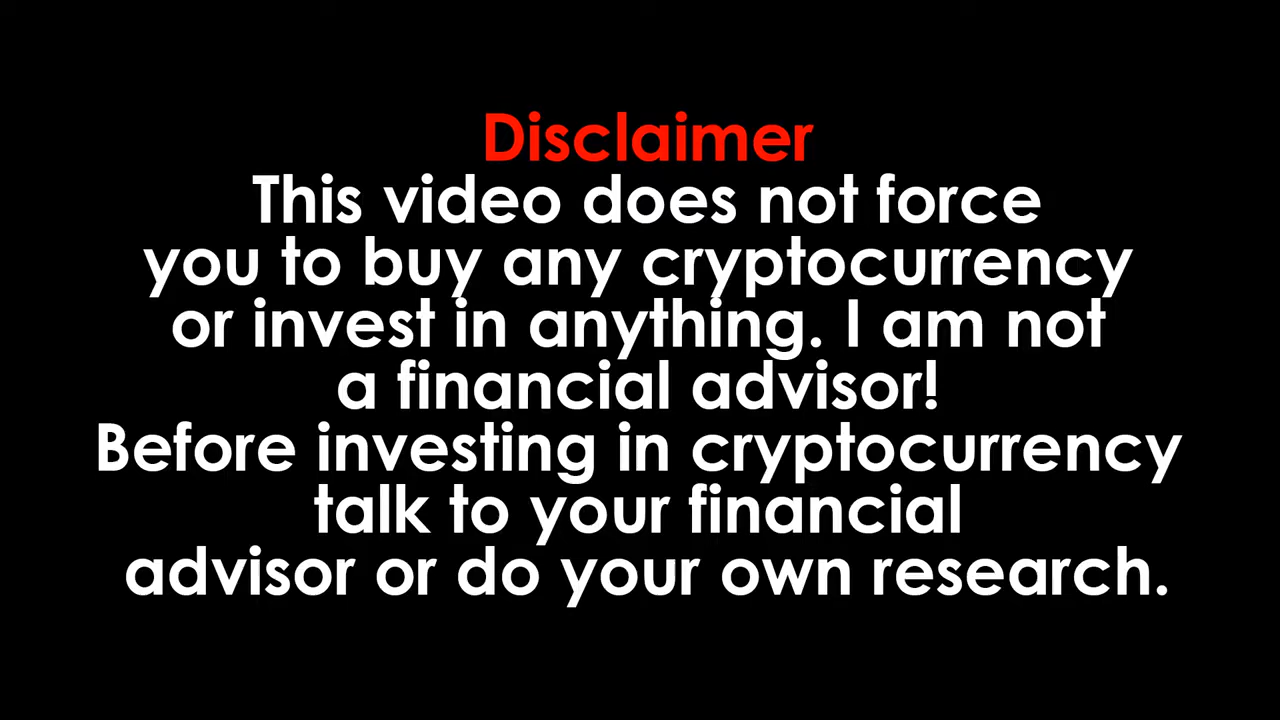 Disclaimer
This video does not force
you to buy any cryptocurrency
or invest in anything. I am not
a financial advisor!
Before investing in cryptocurrency
talk to your financial
advisor or do your own research.